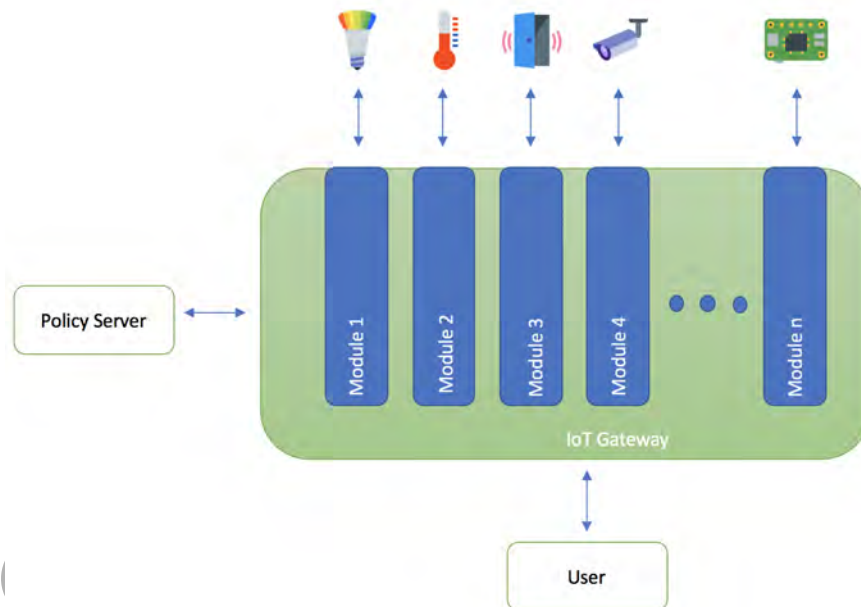 Policy Server
Module 1
Module 2
Module 3
Module 4
Module n
IoT Gateway
User